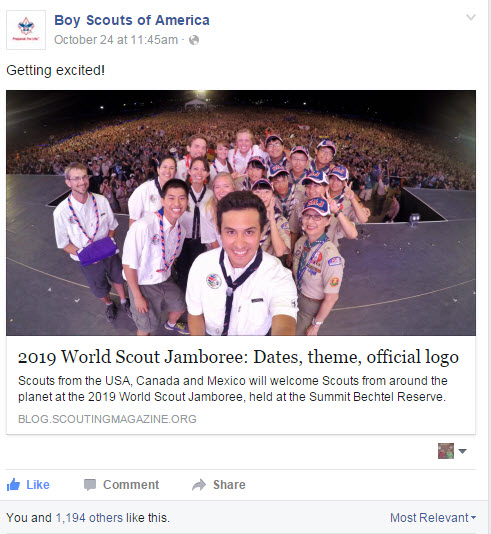 Boy Scouts of America
October 24 at 11:45am ·
Getting excited!
2019 World Scout Jamboree: Dates, theme, official logo
Scouts from the USA, Canada and Mexico will welcome Scouts from around the
planet at the 2019 World Scout Jamboree, held at the Summit Bechtel Reserve.
BLOG.SCOUTINGMAGAZINE.ORG
Like Comment Share
You and 1,194 others like this. Most Relevant